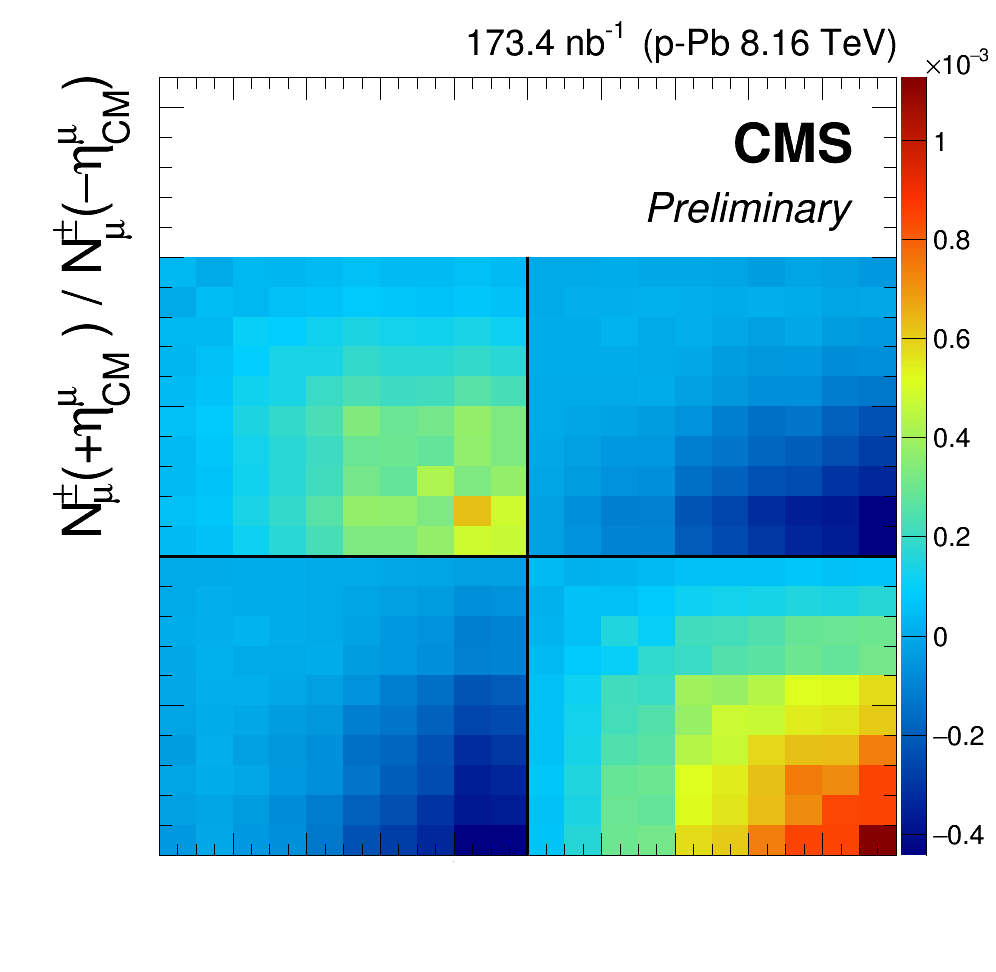 173.4 nb⁻¹ (p-Pb 8.16 TeV)
×10⁻³
CMS
Preliminary
N±μ(+ημCM) / N±μ(−ημCM)
1
0.8
0.6
0.4
0.2
0
−0.2
−0.4